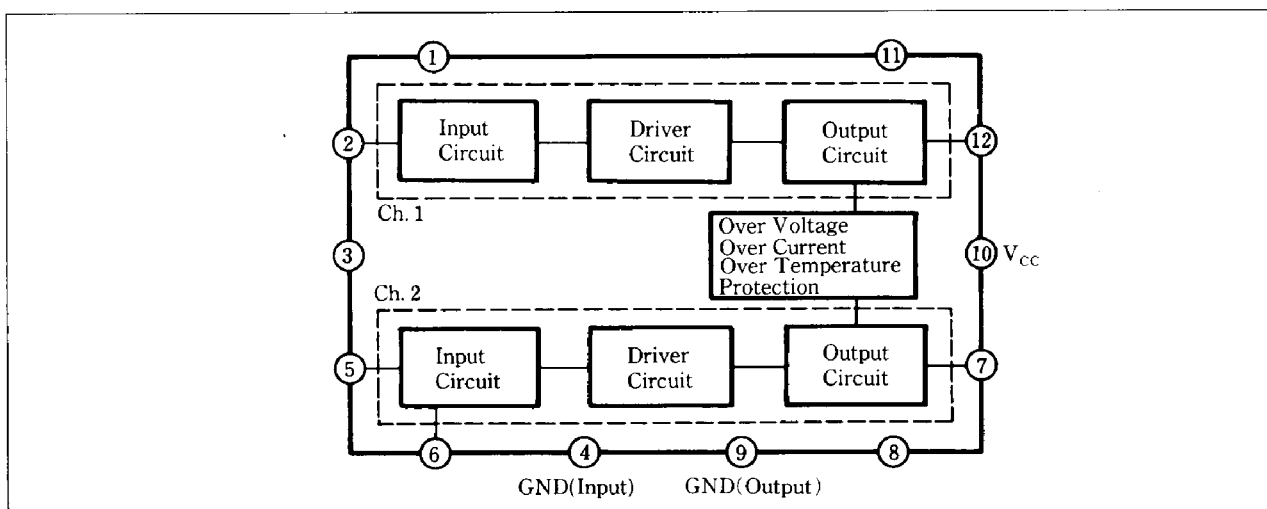 1
11
2
Input
Circuit
Driver
Circuit
Output
Circuit
12
Ch. 1
3
Over Voltage
Over Current
Over Temperature
Protection
10
VCC
Ch. 2
5
Input
Circuit
Driver
Circuit
Output
Circuit
7
6
4
9
8
GND(Input)
GND(Output)